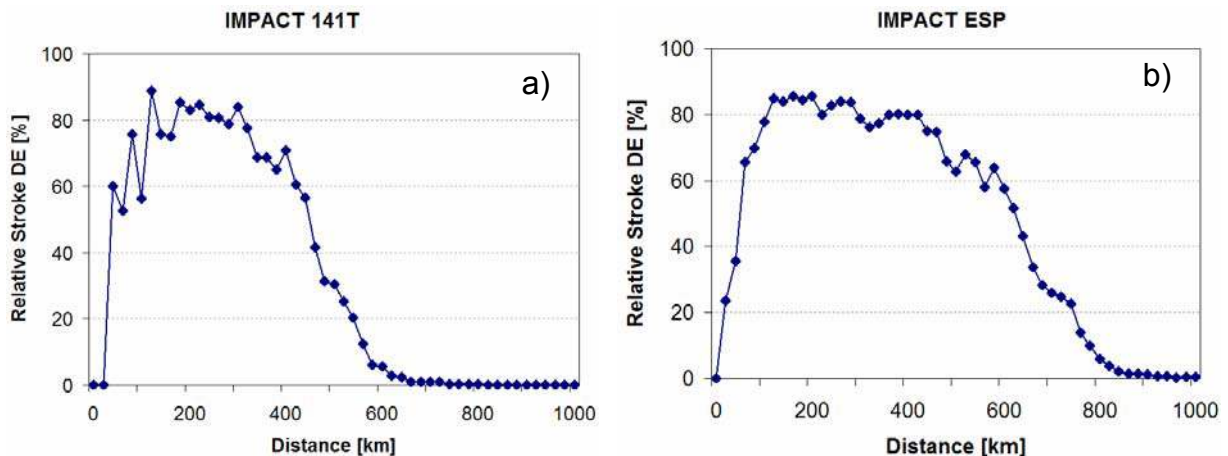 IMPACT 141T
a)
Relative Stroke DE [%]
100
80
60
40
20
0
0 200 400 600 800 1000
Distance [km]
IMPACT ESP
b)
Relative Stroke DE [%]
100
80
60
40
20
0
0 200 400 600 800 1000
Distance [km]